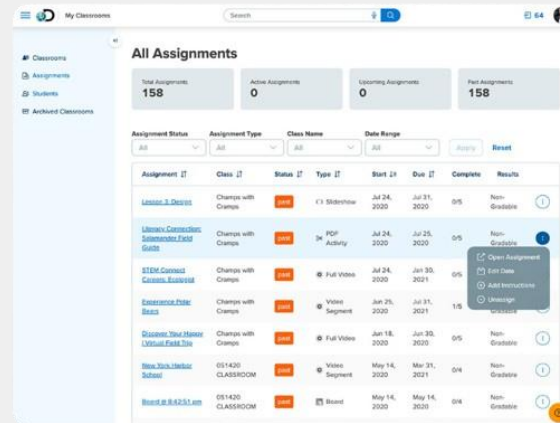 My Classrooms
Search
64
Classrooms
Assignments
Students
Archived Classrooms
All Assignments
Total Assignments
158
Active Assignments
0
Upcoming Assignments
0
Past Assignments
158
Assignment Status
Assignment Type
Class Name
Date Range
All
All
All
All
Apply
Reset
Assignment
Class
Status
Type
Start
Due
Complete
Results
Lesson 3. Design
Champs with
Cramps
past
Slideshow
Jul 24,
2020
Jul 31,
2020
0/5
Non-
Gradable
Literacy Connection:
Salamander Field
Guide
Champs with
Cramps
past
PDF
Activity
Jul 24,
2020
Jul 25,
2020
0/5
Non-
Gradable
Open Assignment
Edit Date
Add Instructions
Unassign
STEM Connect
Careers: Ecologist
Champs with
Cramps
past
Full Video
Jul 24,
2020
Jan 30,
2021
0/5
Experience Polar
Bears
Champs with
Cramps
past
Video
Segment
Jun 25,
2020
Jul 31,
2021
1/5
Non-
Gradable
Discover Your Happy
| Virtual Field Trip
Champs with
Cramps
past
Full Video
Jun 18,
2020
Jun 30,
2020
0/5
Non-
Gradable
New York Harbor
School
051420
CLASSROOM
past
Video
Segment
May 14,
2020
Mar 31,
2021
0/4
Non-
Gradable
Board @ 8:42:51 am
051420
CLASSROOM
past
Board
May 14,
2020
May 14,
2020
0/4
Non-
Gradable